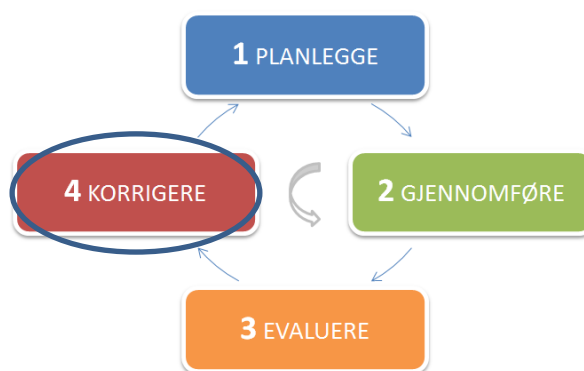 1 PLANLEGGE
2 GJENNOMFØRE
3 EVALUERE
4 KORRIGERE